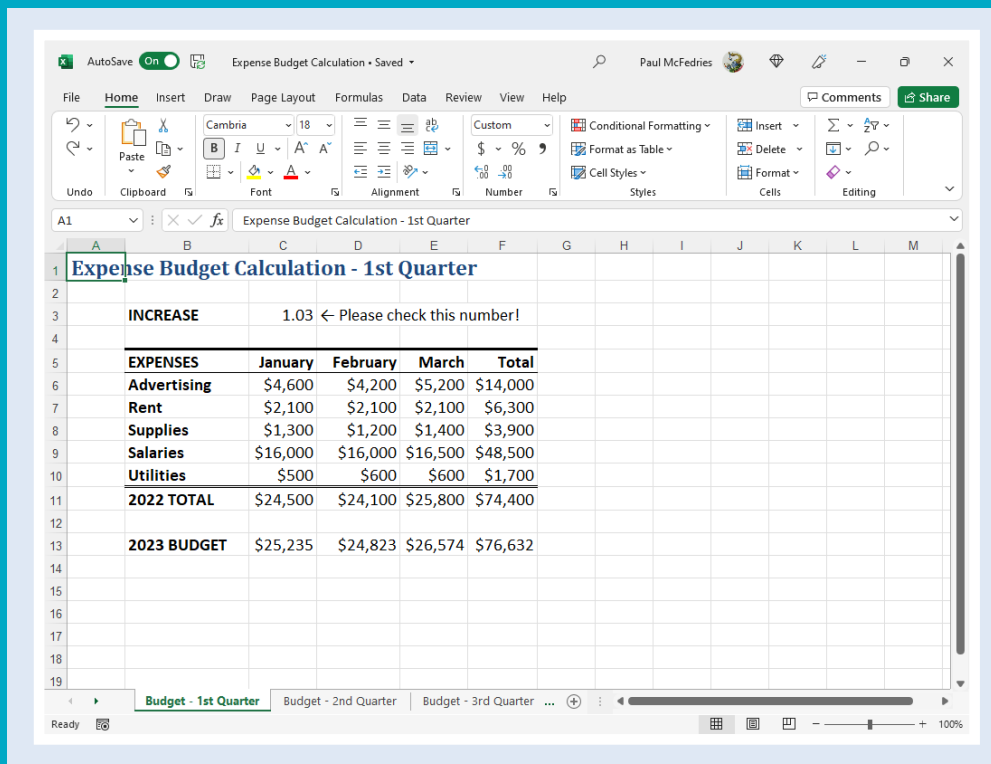 AutoSave On Expense Budget Calculation • Saved Paul McFedries
File Home Insert Draw Page Layout Formulas Data Review View Help Comments Share
Cambria 18 ab Custom Conditional Formatting Insert
Paste B I U A A $ % Format as Table Delete
A Cell Styles Format
Undo Clipboard Font Alignment Number Styles Cells Editing
A1 fx Expense Budget Calculation - 1st Quarter
A B C D E F G H I J K L M
1 Expense Budget Calculation - 1st Quarter
2
3 INCREASE 1.03 ← Please check this number!
4
5 EXPENSES January February March Total
6 Advertising $4,600 $4,200 $5,200 $14,000
7 Rent $2,100 $2,100 $2,100 $6,300
8 Supplies $1,300 $1,200 $1,400 $3,900
9 Salaries $16,000 $16,000 $16,500 $48,500
10 Utilities $500 $600 $600 $1,700
11 2022 TOTAL $24,500 $24,100 $25,800 $74,400
12
13 2023 BUDGET $25,235 $24,823 $26,574 $76,632
14
15
16
17
18
19
Budget - 1st Quarter Budget - 2nd Quarter Budget - 3rd Quarter ...
Ready 100%